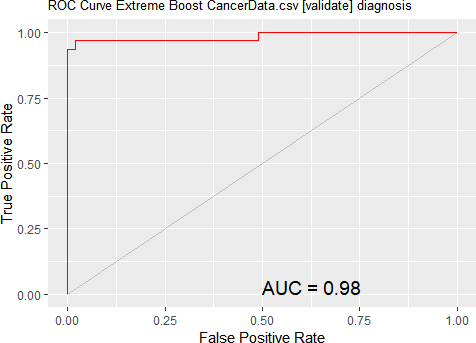 ROC Curve Extreme Boost CancerData.csv [validate] diagnosis
True Positive Rate
1.00
0.75
0.50
0.25
0.00
AUC = 0.98
0.00 0.25 0.50 0.75 1.00
False Positive Rate